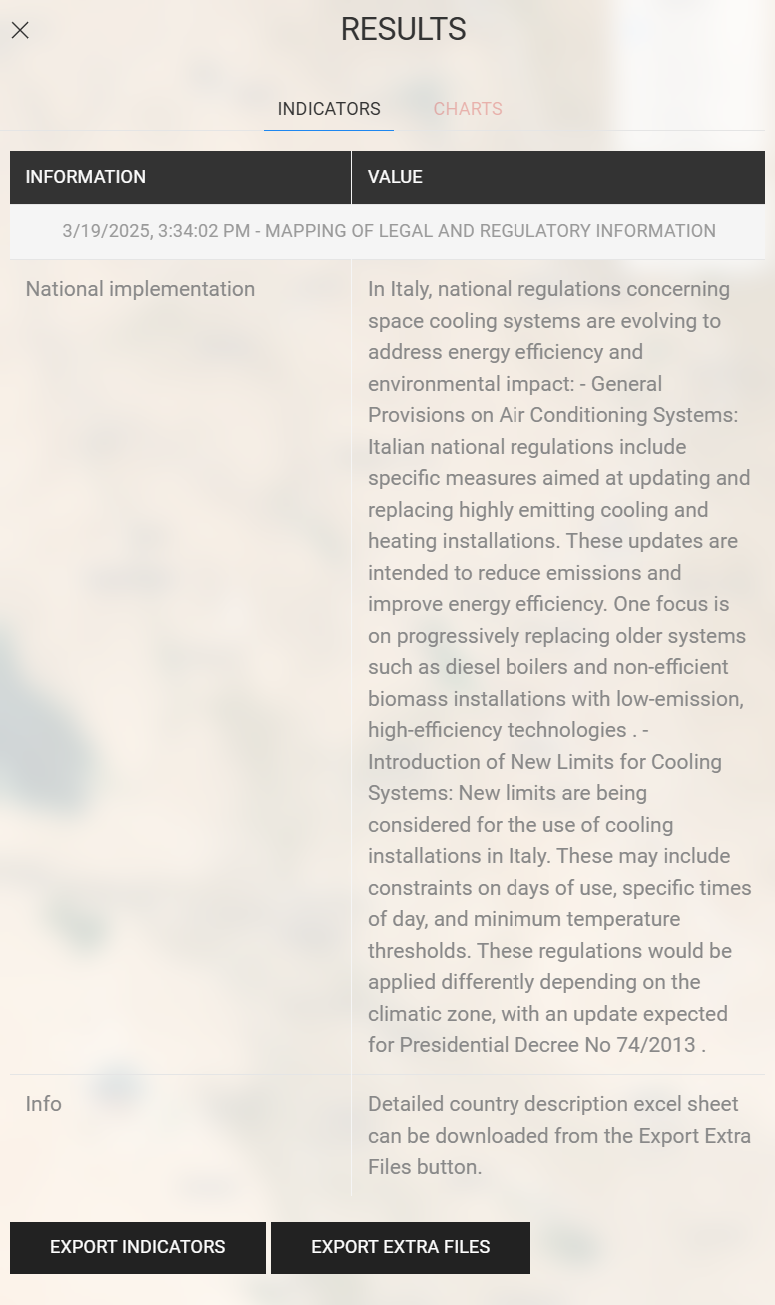 RESULTS
INDICATORS CHARTS
INFORMATION VALUE
3/19/2025, 3:34:02 PM - MAPPING OF LEGAL AND REGULATORY INFORMATION
National implementation
In Italy, national regulations concerning
space cooling systems are evolving to
address energy efficiency and
environmental impact: - General
Provisions on Air Conditioning Systems:
Italian national regulations include
specific measures aimed at updating and
replacing highly emitting cooling and
heating installations. These updates are
intended to reduce emissions and
improve energy efficiency. One focus is
on progressively replacing older systems
such as diesel boilers and non-efficient
biomass installations with low-emission,
high-efficiency technologies . -
Introduction of New Limits for Cooling
Systems: New limits are being
considered for the use of cooling
installations in Italy. These may include
constraints on days of use, specific times
of day, and minimum temperature
thresholds. These regulations would be
applied differently depending on the
climatic zone, with an update expected
for Presidential Decree No 74/2013 .
Info
Detailed country description excel sheet
can be downloaded from the Export Extra
Files button.
EXPORT INDICATORS EXPORT EXTRA FILES